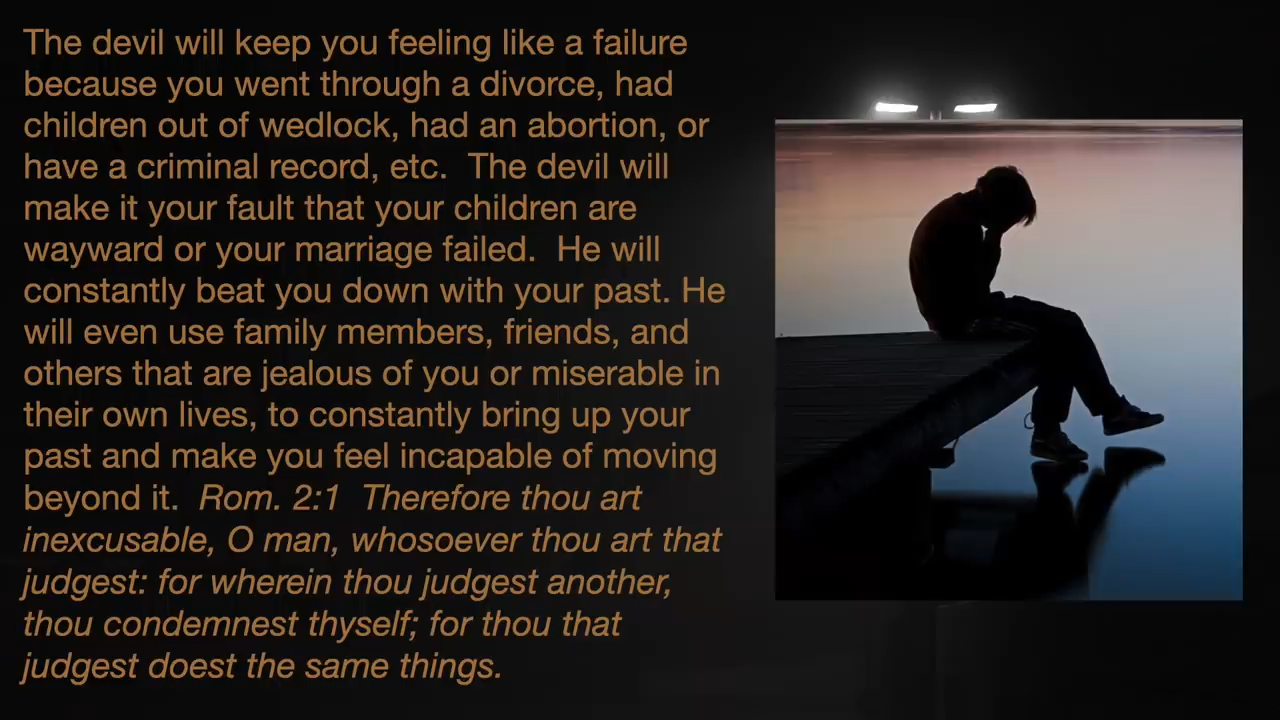 The devil will keep you feeling like a failure
because you went through a divorce, had
children out of wedlock, had an abortion, or
have a criminal record, etc.  The devil will
make it your fault that your children are
wayward or your marriage failed.  He will
constantly beat you down with your past. He
will even use family members, friends, and
others that are jealous of you or miserable in
their own lives, to constantly bring up your
past and make you feel incapable of moving
beyond it.  Rom. 2:1  Therefore thou art
inexcusable, O man, whosoever thou art that
judgest: for wherein thou judgest another,
thou condemnest thyself; for thou that
judgest doest the same things.